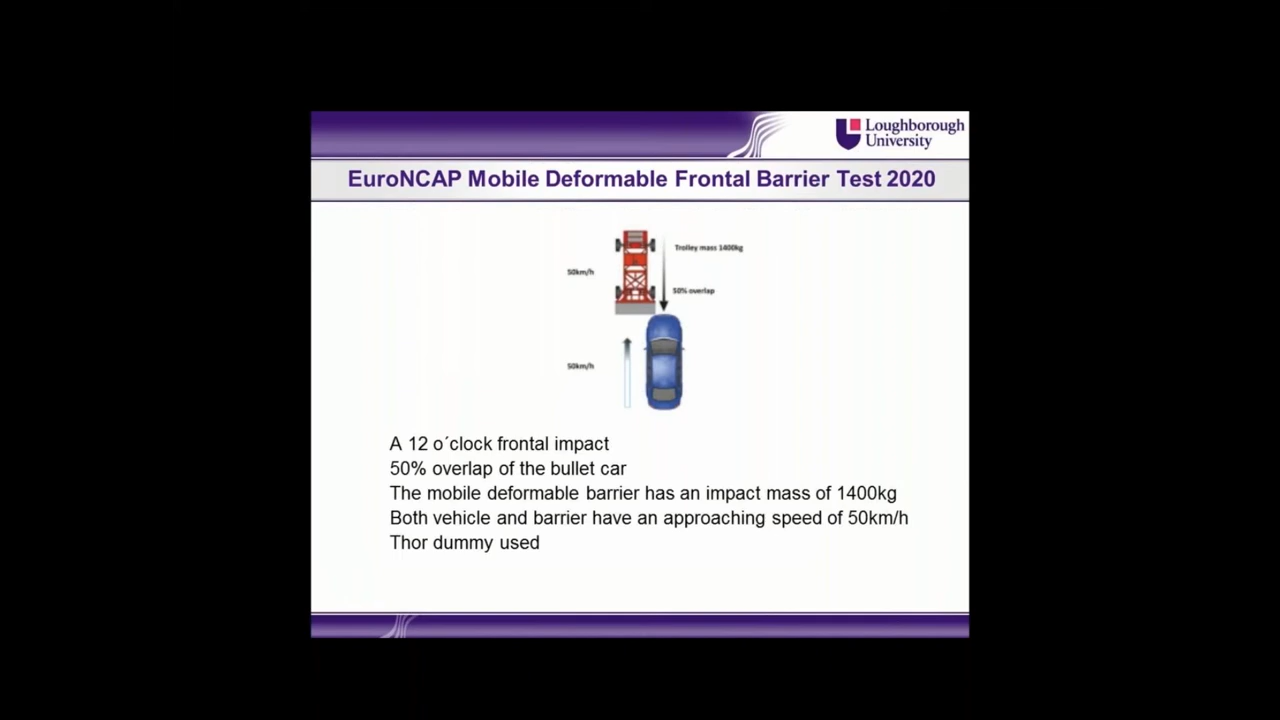 Loughborough
University
EuroNCAP Mobile Deformable Frontal Barrier Test 2020
Trolley mass 1400kg
50km/h
50% overlap
50km/h
A 12 o´clock frontal impact
50% overlap of the bullet car
The mobile deformable barrier has an impact mass of 1400kg
Both vehicle and barrier have an approaching speed of 50km/h
Thor dummy used